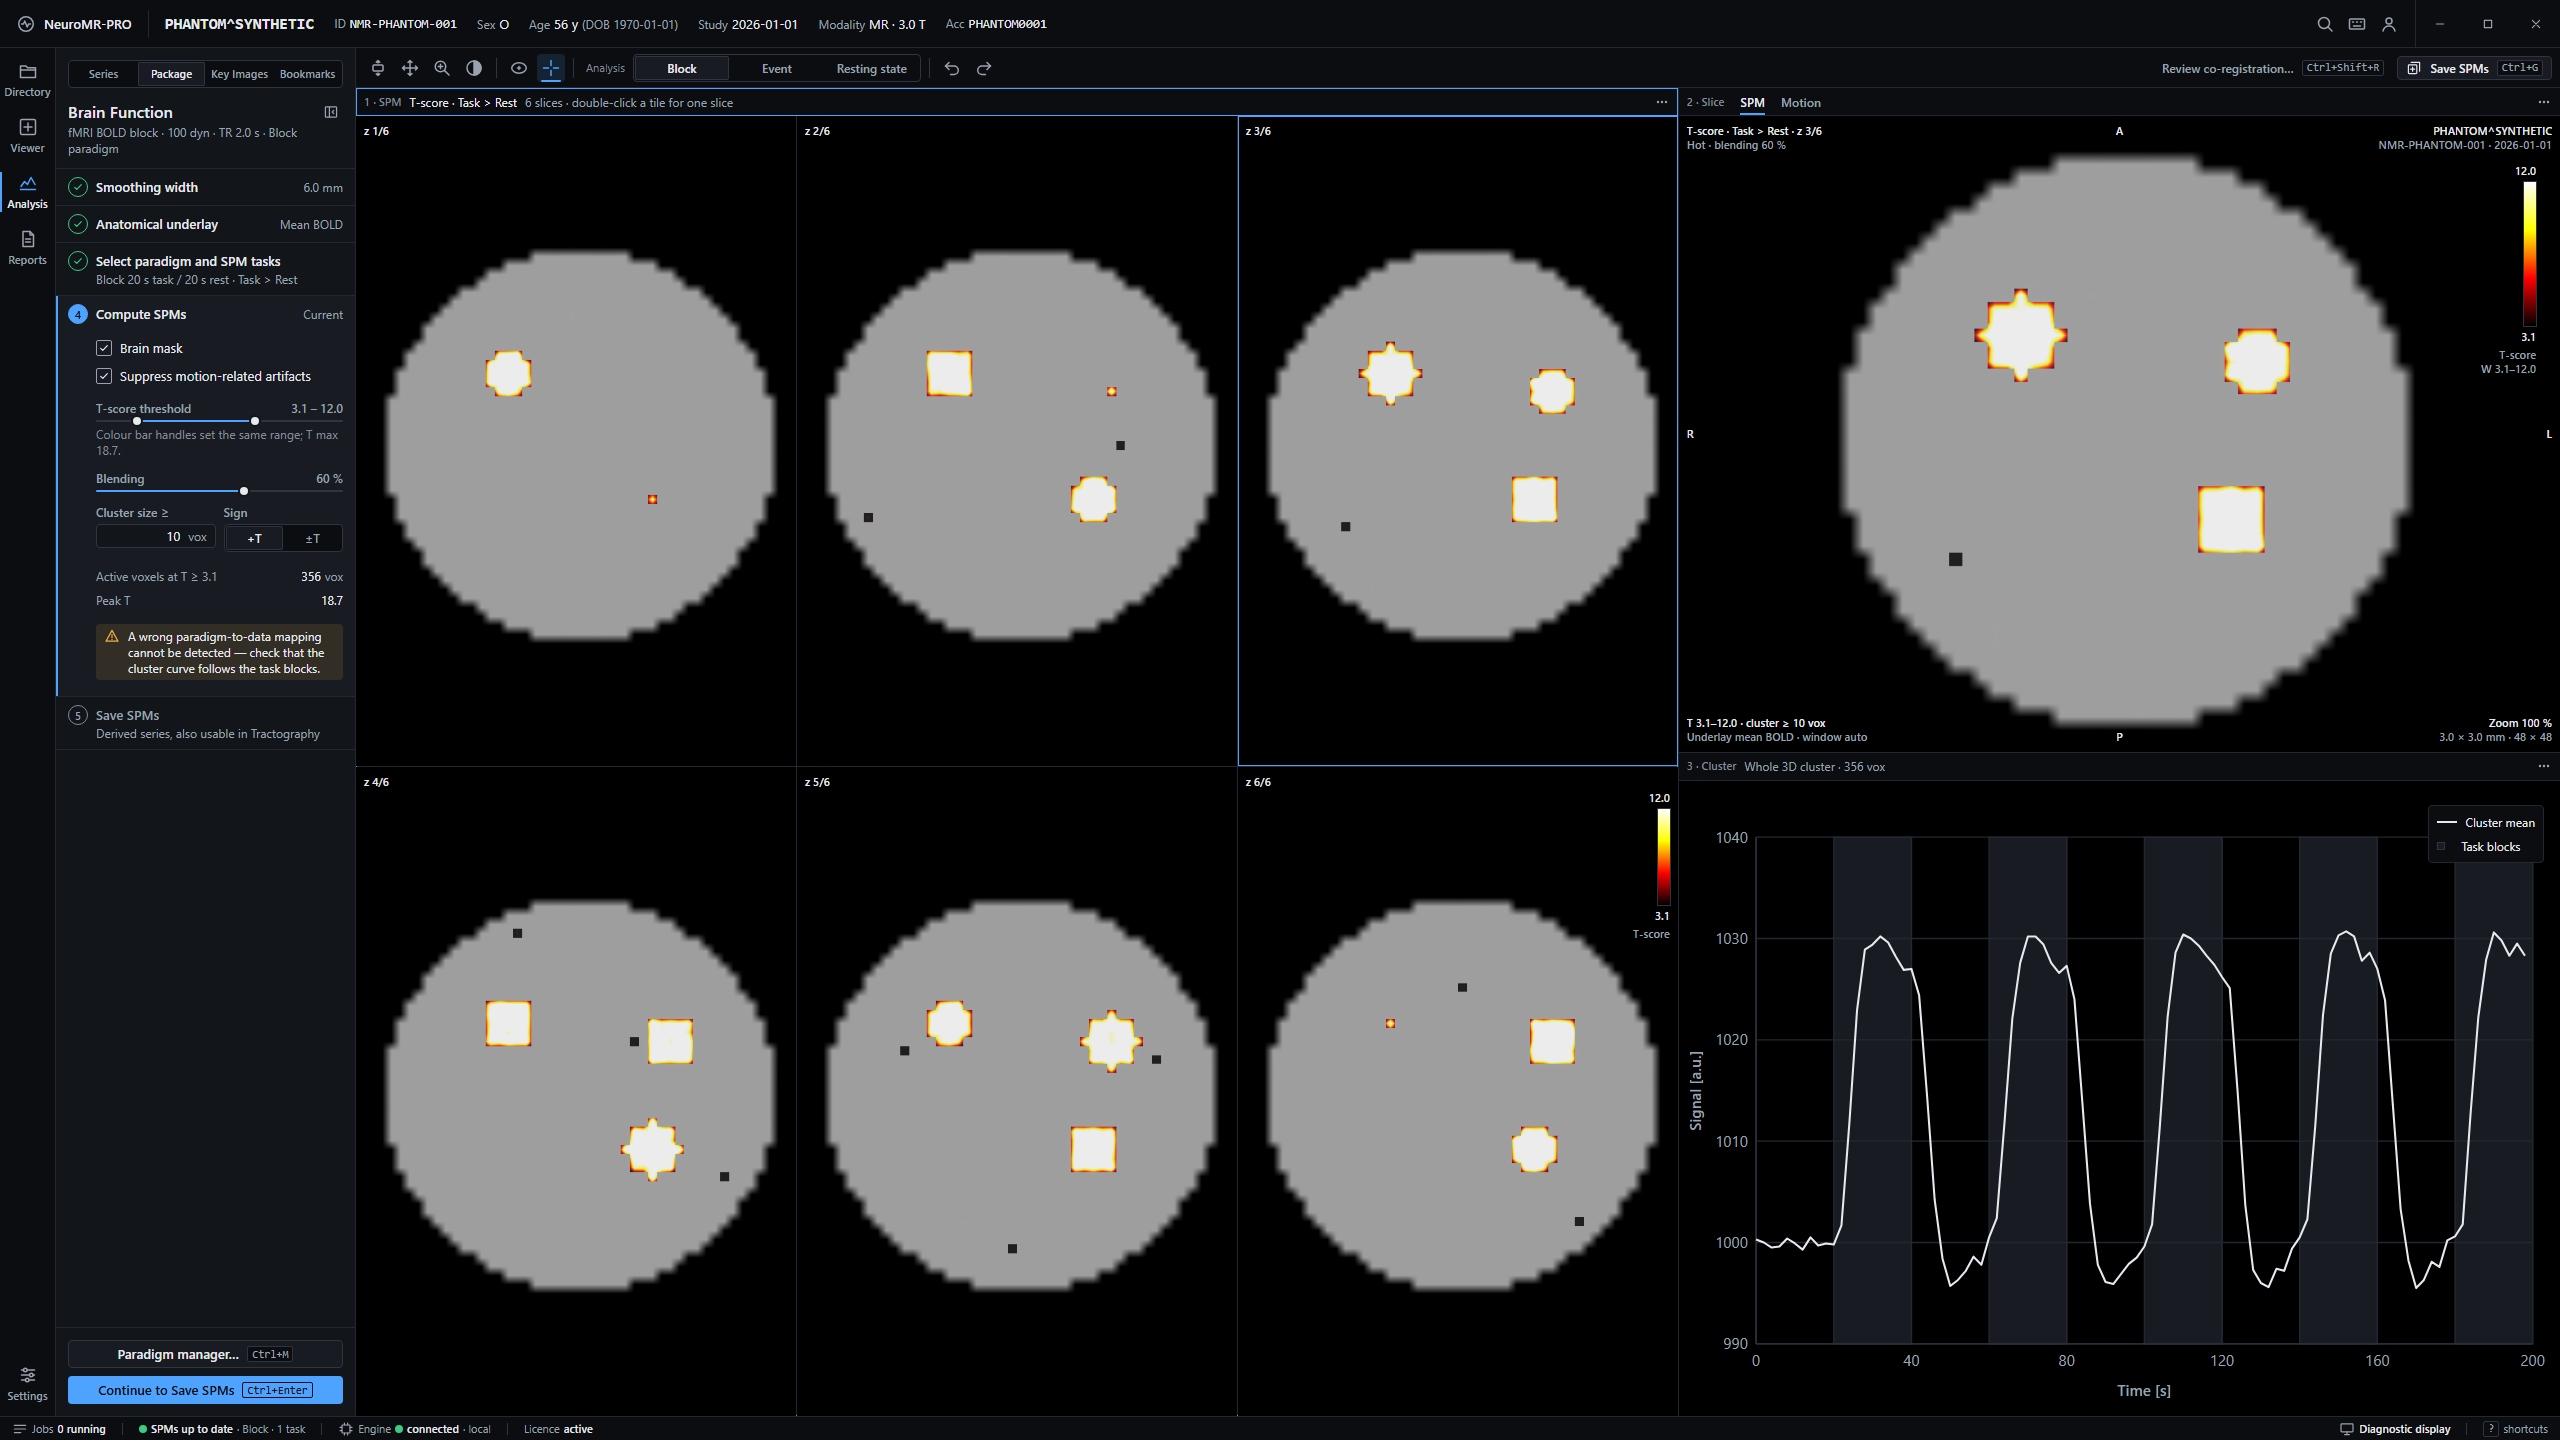 NeuroMR-PRO
PHANTOM^SYNTHETIC
ID NMR-PHANTOM-001
Sex O
Age 56 y (DOB 1970-01-01)
Study 2026-01-01
Modality MR · 3.0 T
Acc PHANTOM0001
Directory
Viewer
Analysis
Reports
Settings
Series
Package
Key Images
Bookmarks
Brain Function
fMRI BOLD block · 100 dyn · TR 2.0 s · Block
paradigm
Smoothing width 6.0 mm
Anatomical underlay Mean BOLD
Select paradigm and SPM tasks
Block 20 s task / 20 s rest · Task > Rest
4 Compute SPMs Current
Brain mask
Suppress motion-related artifacts
T-score threshold 3.1 – 12.0
Colour bar handles set the same range; T max
18.7.
Blending 60 %
Cluster size ≥ Sign
10 vox +T ±T
Active voxels at T ≥ 3.1 356 vox
Peak T 18.7
A wrong paradigm-to-data mapping
cannot be detected — check that the
cluster curve follows the task blocks.
5 Save SPMs
Derived series, also usable in Tractography
Paradigm manager... Ctrl+M
Continue to Save SPMs Ctrl+Enter
Analysis Block Event Resting state
Review co-registration... Ctrl+Shift+R
Save SPMs Ctrl+G
1 · SPM T-score · Task > Rest 6 slices · double-click a tile for one slice
z 1/6
z 2/6
z 3/6
z 4/6
z 5/6
z 6/6
12.0
3.1
T-score
2 · Slice SPM Motion
T-score · Task > Rest · z 3/6
Hot · blending 60 %
A
PHANTOM^SYNTHETIC
NMR-PHANTOM-001 · 2026-01-01
12.0
3.1
T-score
W 3.1–12.0
R
L
T 3.1–12.0 · cluster ≥ 10 vox
Underlay mean BOLD · window auto
P
Zoom 100 %
3.0 × 3.0 mm · 48 × 48
3 · Cluster Whole 3D cluster · 356 vox
Cluster mean
Task blocks
1040
1030
1020
1010
1000
990
Signal [a.u.]
0 40 80 120 160 200
Time [s]
Jobs 0 running
SPMs up to date · Block · 1 task
Engine connected · local
Licence active
Diagnostic display
? shortcuts